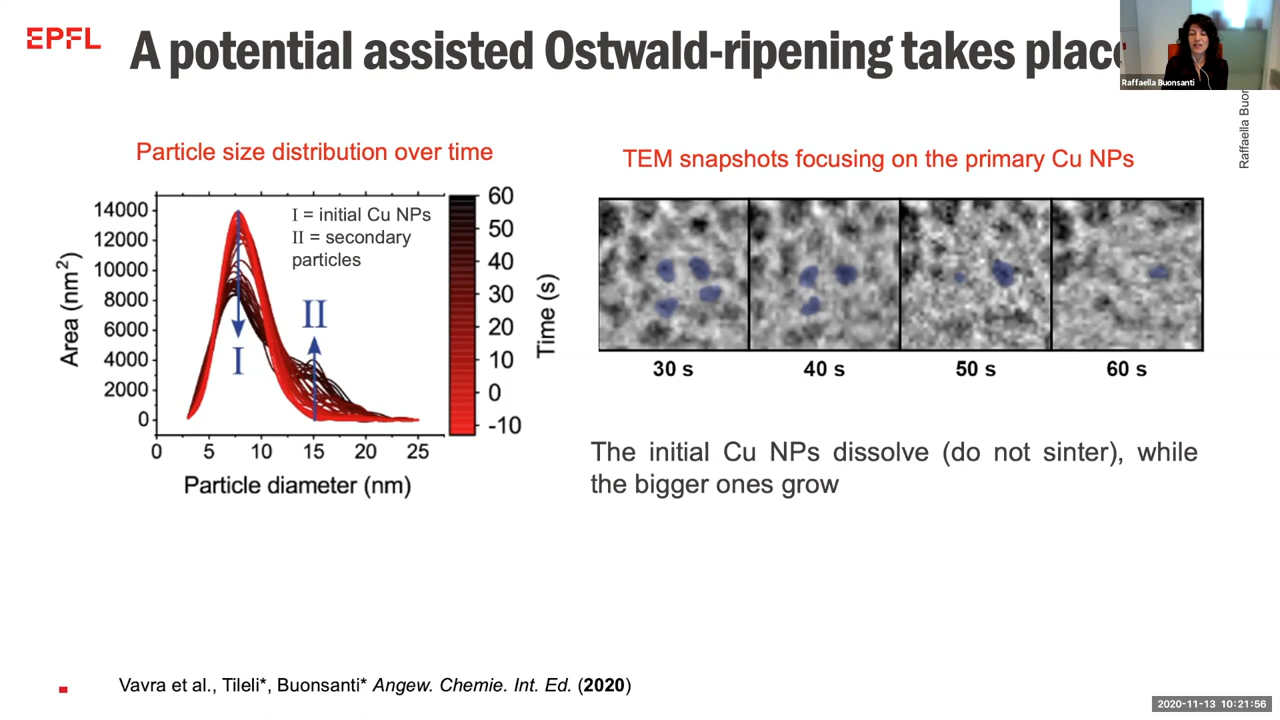 EPFL
A potential assisted Ostwald-ripening takes place
Raffaella Buonsanti
Raffaella Buon
Particle size distribution over time
I = initial Cu NPs
II = secondary
particles
14000
12000
10000
8000
6000
4000
2000
0
Area (nm²)
I
II
0 5 10 15 20 25
Particle diameter (nm)
60
50
40
30
20
10
0
-10
Time (s)
TEM snapshots focusing on the primary Cu NPs
30 s 40 s 50 s 60 s
The initial Cu NPs dissolve (do not sinter), while
the bigger ones grow
Vavra et al., Tileli*, Buonsanti* Angew. Chemie. Int. Ed. (2020)
2020-11-13 10:21:56